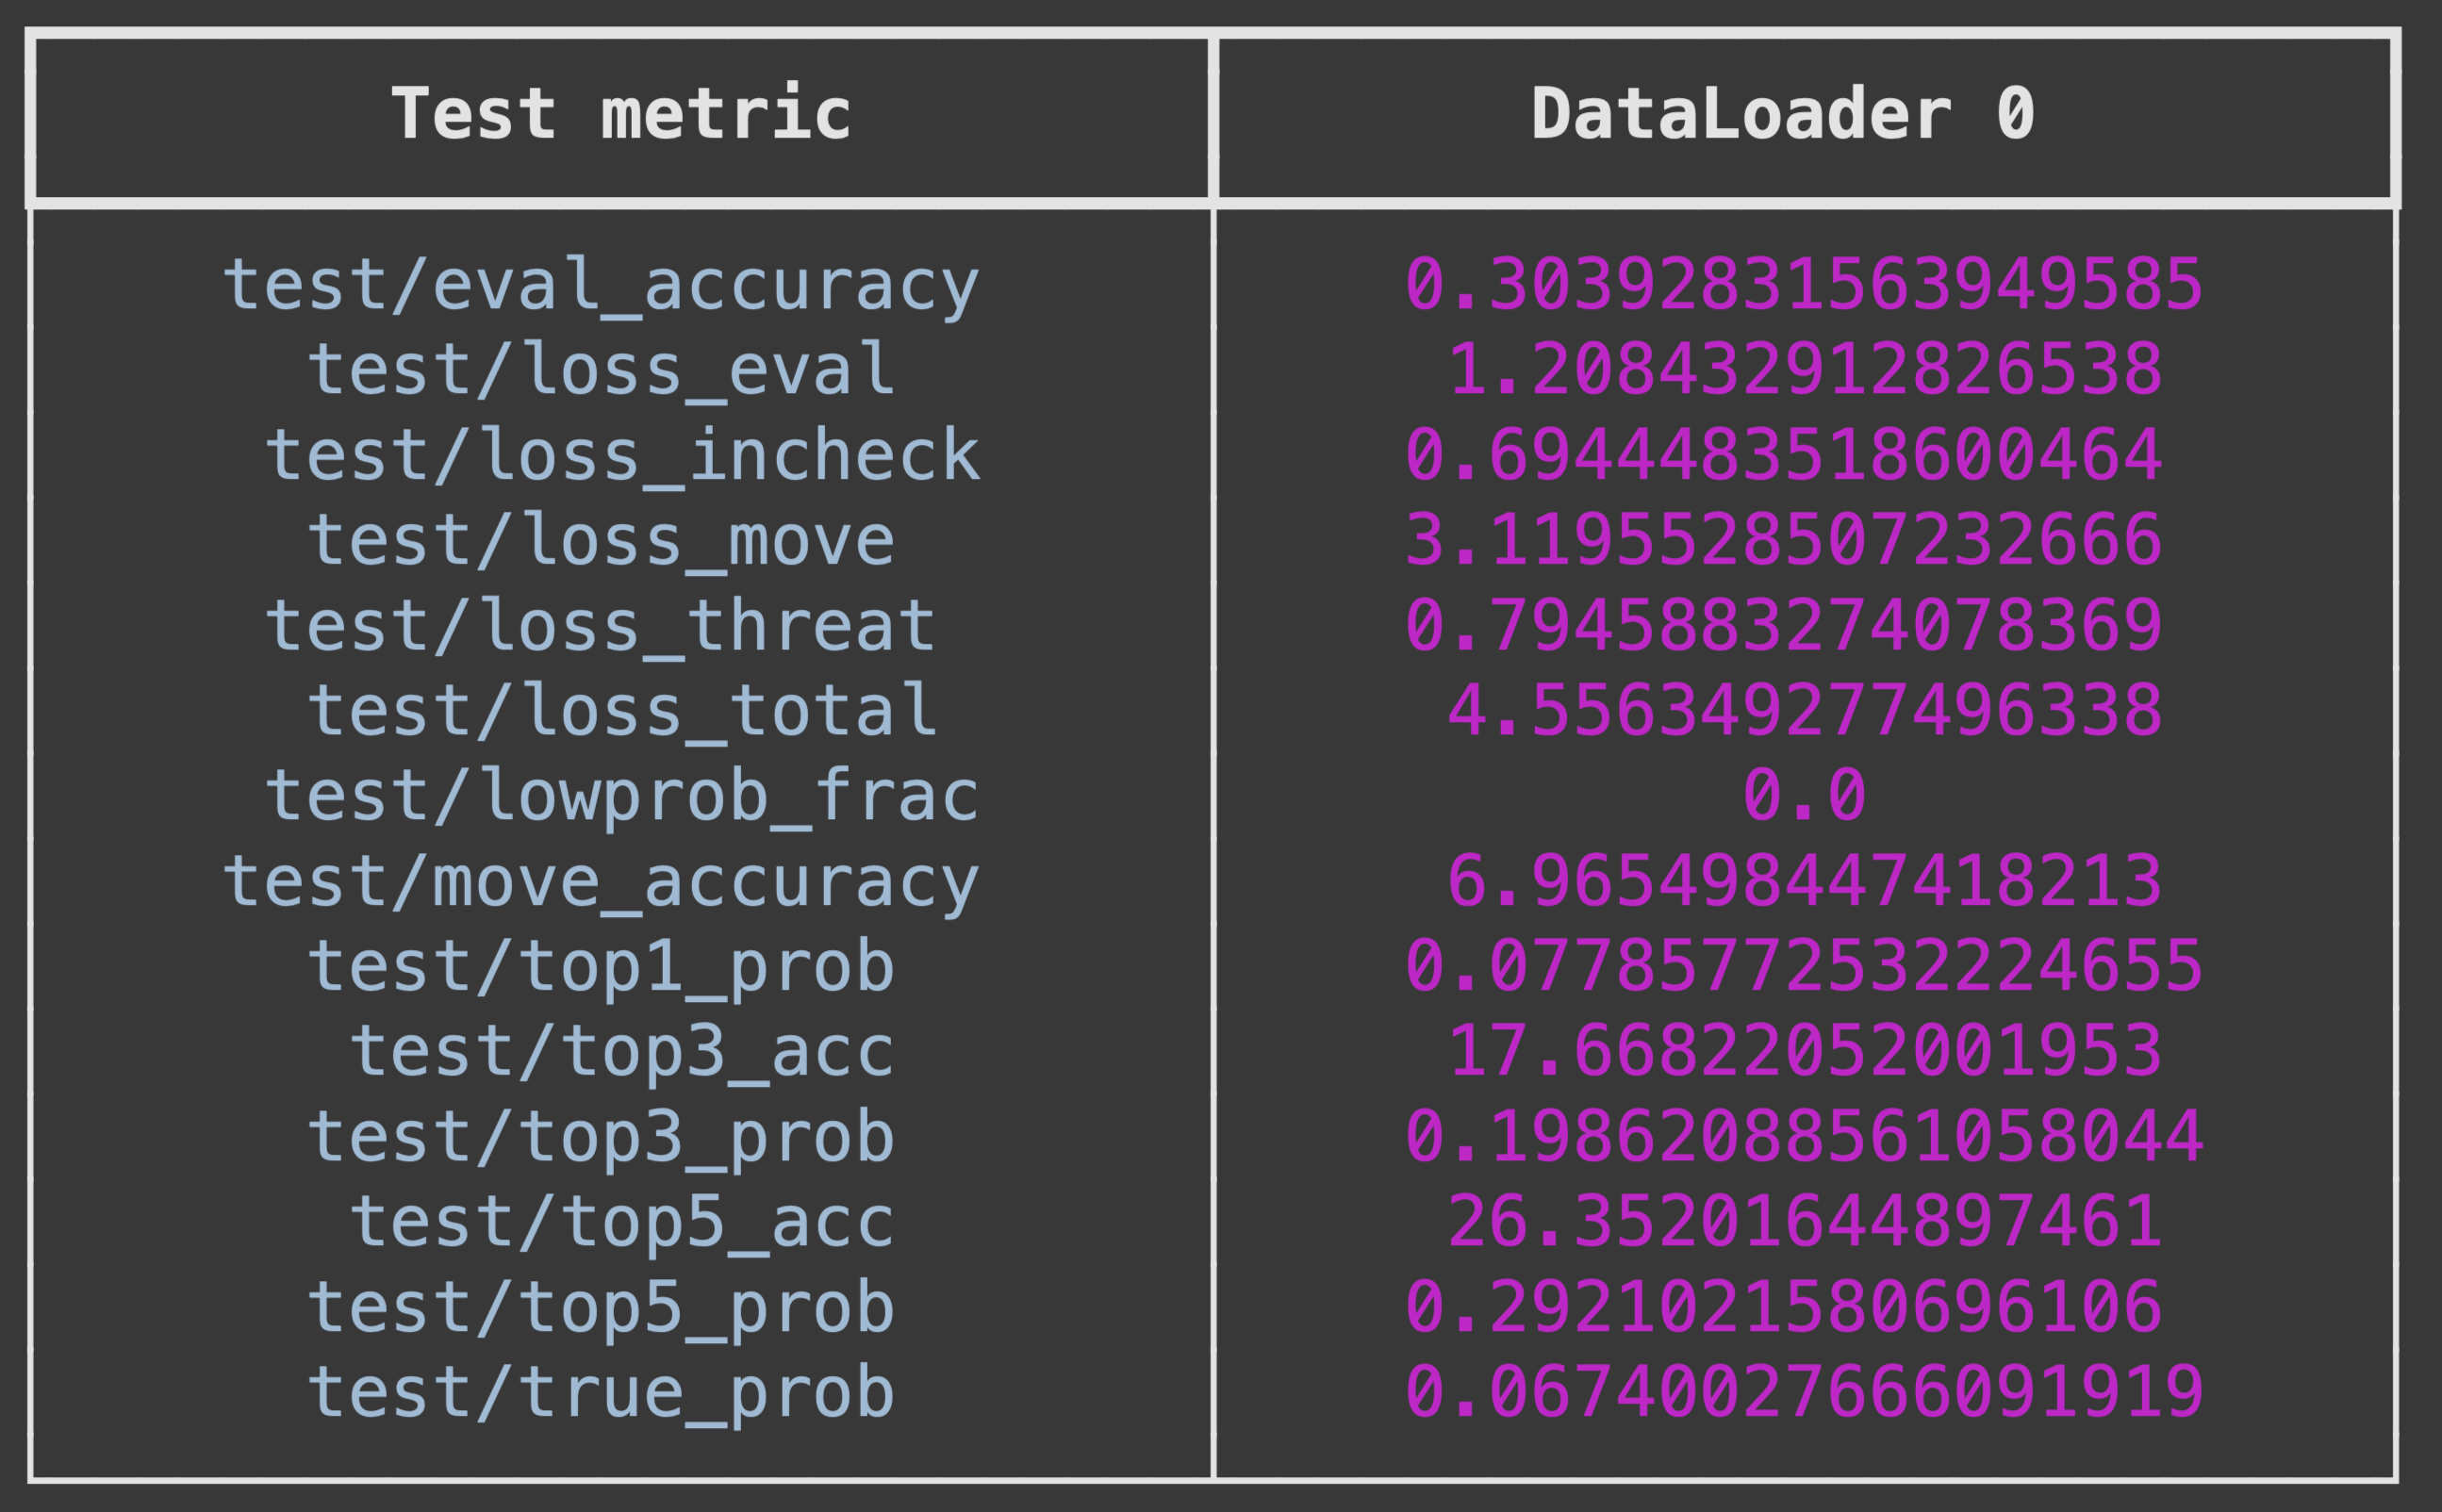 Test metric DataLoader 0
test/eval_accuracy 0.3039283156394958​5
test/loss_eval 1.208432912826538
test/loss_incheck 0.6944483518600464
test/loss_move 3.1195528507232666
test/loss_threat 0.7945883274078369
test/loss_total 4.556349277496338
test/lowprob_frac 0.0
test/move_accuracy 6.965498447418213
test/top1_prob 0.07785772532224655
test/top3_acc 17.66822052001953
test/top3_prob 0.19862088561058044
test/top5_acc 26.35201644897461
test/top5_prob 0.2921021580696106
test/true_prob 0.06740027666091919